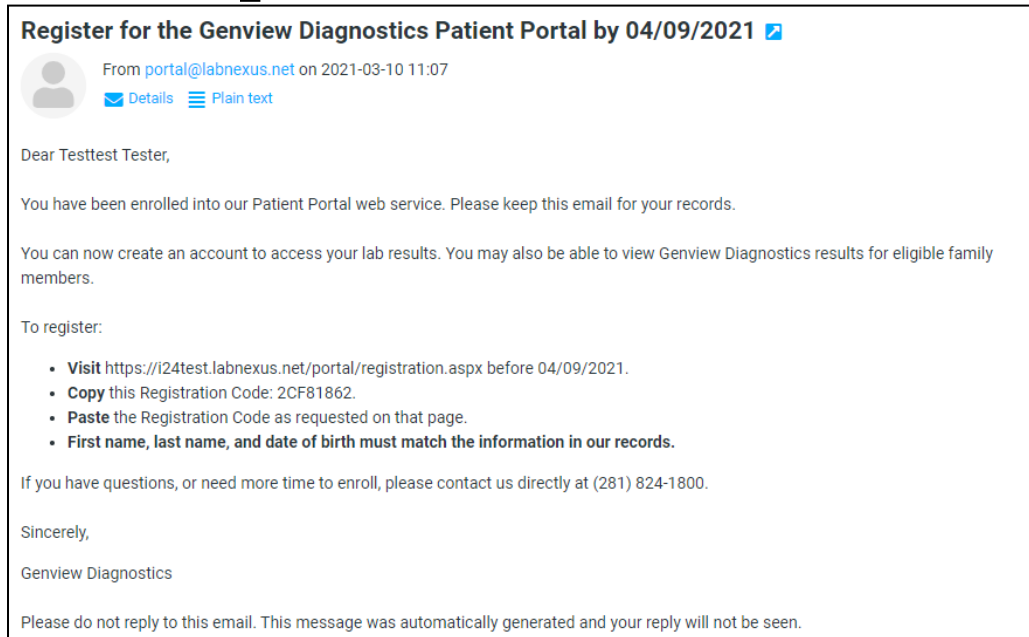 Register for the Genview Diagnostics Patient Portal by 04/09/2021
From portal@labnexus.net on 2021-03-10 11:07
Details Plain text
Dear Testtest Tester,
You have been enrolled into our Patient Portal web service. Please keep this email for your records.
You can now create an account to access your lab results. You may also be able to view Genview Diagnostics results for eligible family
members.
To register:
• Visit https://i24test.labnexus.net/portal/registration.aspx before 04/09/2021.
• Copy this Registration Code: 2CF81862.
• Paste the Registration Code as requested on that page.
• First name, last name, and date of birth must match the information in our records.
If you have questions, or need more time to enroll, please contact us directly at (281) 824-1800.
Sincerely,
Genview Diagnostics
Please do not reply to this email. This message was automatically generated and your reply will not be seen.